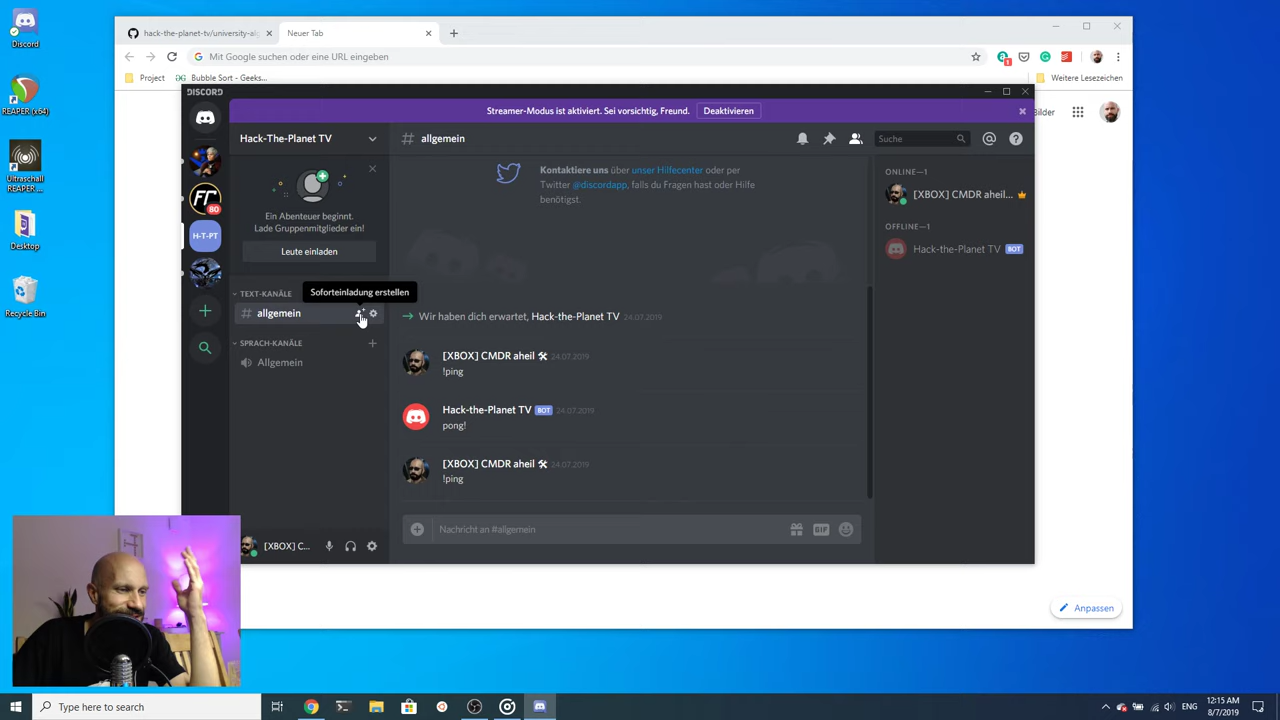 Discord
REAPER (x64)
Ultraschall
REAPER ...
Desktop
Recycle Bin
hack-the-planet-tv/university-alg
Neuer Tab
Mit Google suchen oder eine URL eingeben
1
Project
Bubble Sort - Geeks...
Weitere Lesezeichen
Bilder
DISCORD
Streamer-Modus ist aktiviert. Sei vorsichtig, Freund.
Deaktivieren
Hack-The-Planet TV
# allgemein
Suche
80
H-T-PT
Ein Abenteuer beginnt.
Lade Gruppenmitglieder ein!
Leute einladen
TEXT-KANÄLE
Soforteinladung erstellen
# allgemein
SPRACH-KANÄLE
Allgemein
[XBOX] C...
Kontaktiere uns über unser Hilfecenter oder per
Twitter @discordapp, falls du Fragen hast oder Hilfe
benötigst.
Wir haben dich erwartet, Hack-the-Planet TV 24.07.2019
[XBOX] CMDR aheil 🛠 24.07.2019
!ping
Hack-the-Planet TV BOT 24.07.2019
pong!
[XBOX] CMDR aheil 🛠 24.07.2019
!ping
Nachricht an #allgemein
GIF
ONLINE—1
[XBOX] CMDR aheil...
OFFLINE—1
Hack-the-Planet TV BOT
Anpassen
Type here to search
12:15 AM
8/7/2019